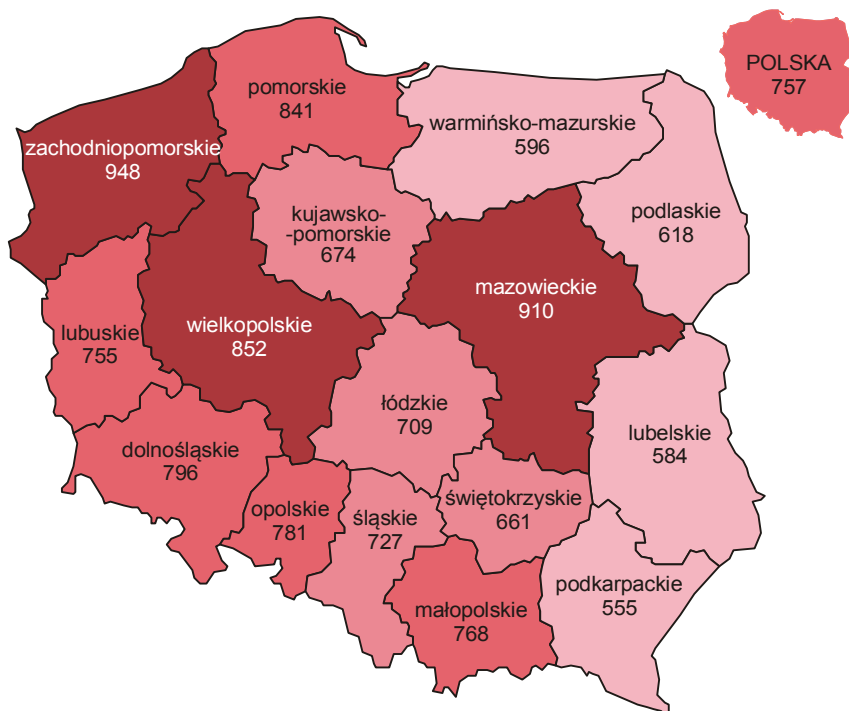 POLSKA
757
pomorskie
841
warmińsko-mazurskie
596
zachodniopomorskie
948
kujawsko-
-pomorskie
674
podlaskie
618
mazowieckie
910
wielkopolskie
852
lubuskie
755
łódzkie
709
lubelskie
584
dolnośląskie
796
opolskie
781
śląskie
727
świętokrzyskie
661
małopolskie
768
podkarpackie
555